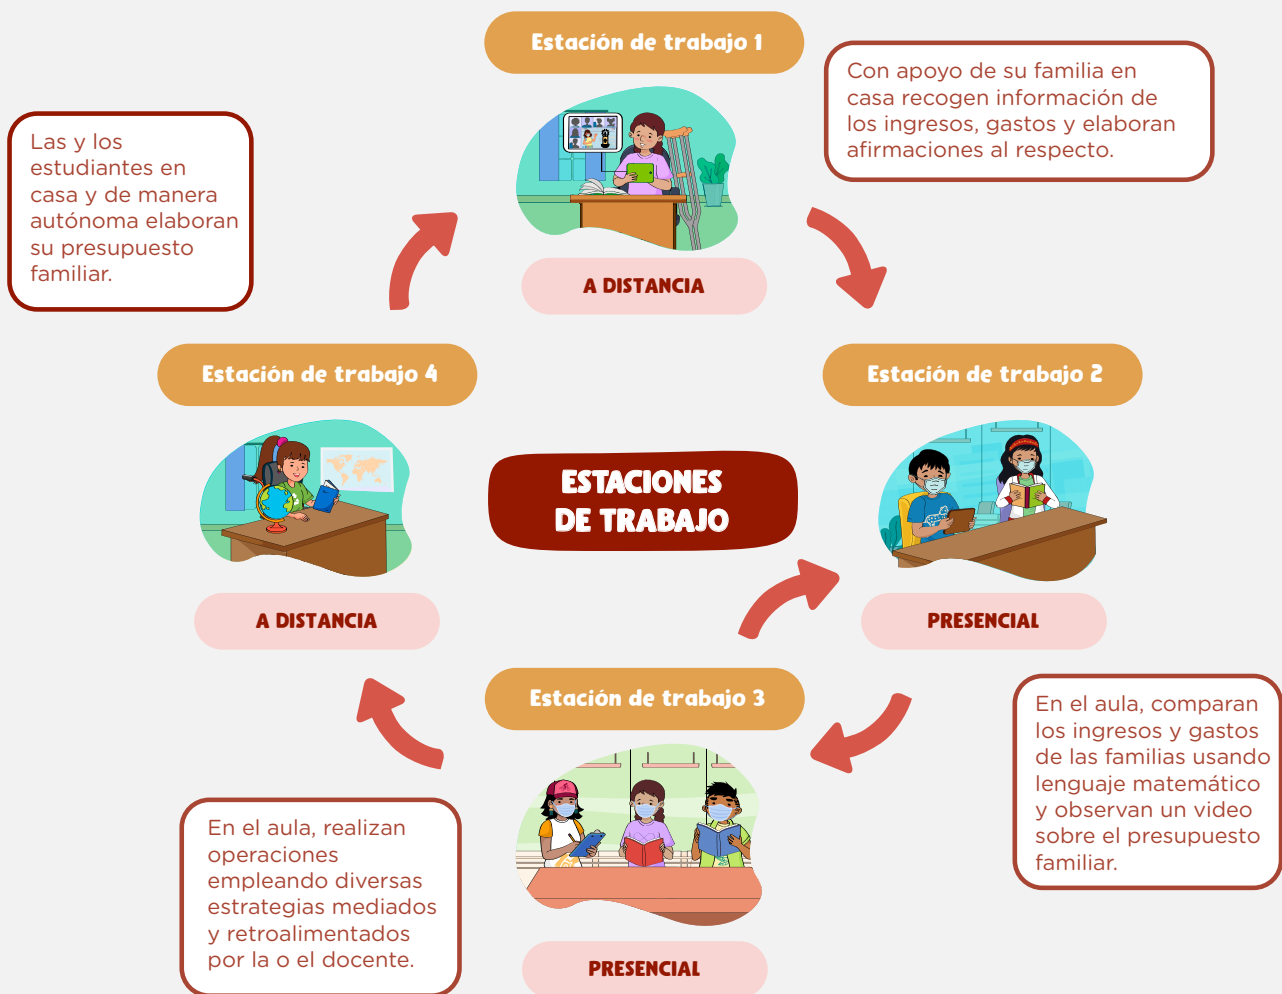 Estación de trabajo 1
Con apoyo de su familia en
casa recogen información de
los ingresos, gastos y elaboran
afirmaciones al respecto.
Las y los
estudiantes en
casa y de manera
autónoma elaboran
su presupuesto
familiar.
A DISTANCIA
Estación de trabajo 4
Estación de trabajo 2
ESTACIONES
DE TRABAJO
A DISTANCIA
PRESENCIAL
Estación de trabajo 3
En el aula, comparan
los ingresos y gastos
de las familias usando
lenguaje matemático
y observan un video
sobre el presupuesto
familiar.
En el aula, realizan
operaciones
empleando diversas
estrategias mediados
y retroalimentados
por la o el docente.
PRESENCIAL